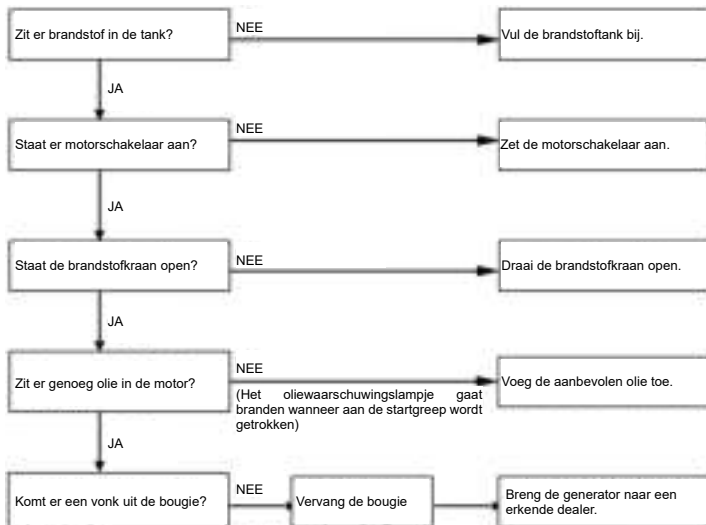 Zit er brandstof in de tank?
NEE
Vul de brandstoftank bij.
JA
Staat er motorschakelaar aan?
NEE
Zet de motorschakelaar aan.
JA
Staat de brandstofkraan open?
NEE
Draai de brandstofkraan open.
JA
Zit er genoeg olie in de motor?
NEE
(Het oliewaarschuwingslampje gaat
branden wanneer aan de startgreep wordt
getrokken)
Voeg de aanbevolen olie toe.
JA
Komt er een vonk uit de bougie?
NEE
Vervang de bougie
Breng de generator naar een
erkende dealer.